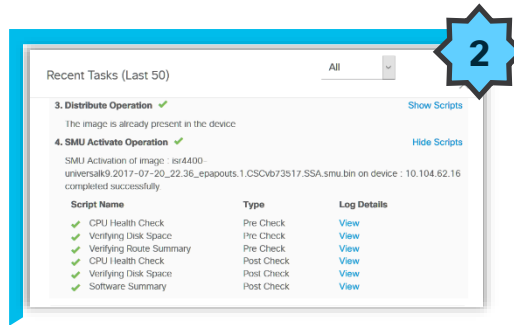 2
Recent Tasks (Last 50)
All
3. Distribute Operation
Show Scripts
The image is already present in the device
4. SMU Activate Operation
Hide Scripts
SMU Activation of image : isr4400-
universalk9.2017-07-20_22.36_epapouts.1.CSCvb73517.SSA.smu.bin on device : 10.104.62.16
completed successfully
Script Name Type Log Details
CPU Health Check Pre Check View
Verifying Disk Space Pre Check View
Verifying Route Summary Pre Check View
CPU Health Check Post Check View
Verifying Disk Space Post Check View
Software Summary Post Check View